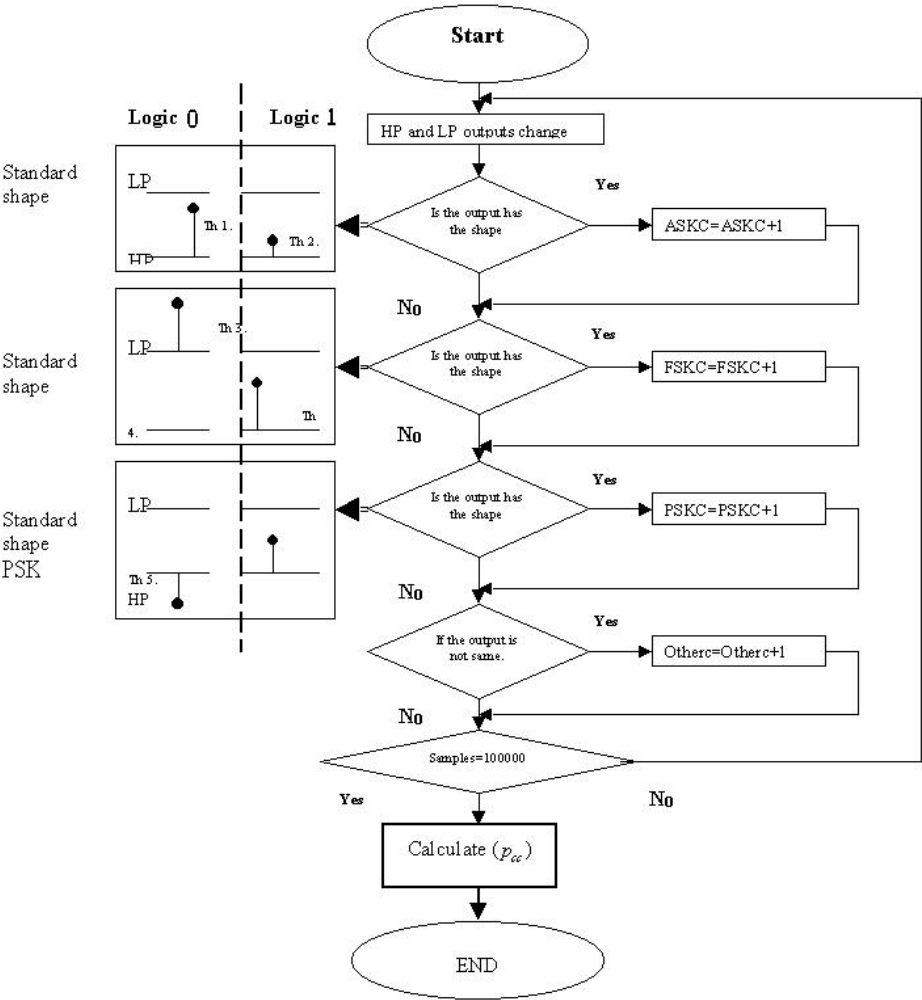 Start
Logic 0
Logic 1
HP and LP outputs change
Standard
shape
LP
Th 1.
Th 2.
HP
Is the output has
the shape
Yes
ASKC=ASKC+1
No
Standard
shape
Th 3.
LP
Th
4.
Is the output has
the shape
Yes
FSKC=FSKC+1
No
Standard
shape
PSK
LP
Th 5.
HP
Is the output has
the shape
Yes
PSKC=PSKC+1
No
If the output is
not same.
Yes
Otherc=Otherc+1
No
Samples=100000
Yes
No
Calculate (pcc)
END